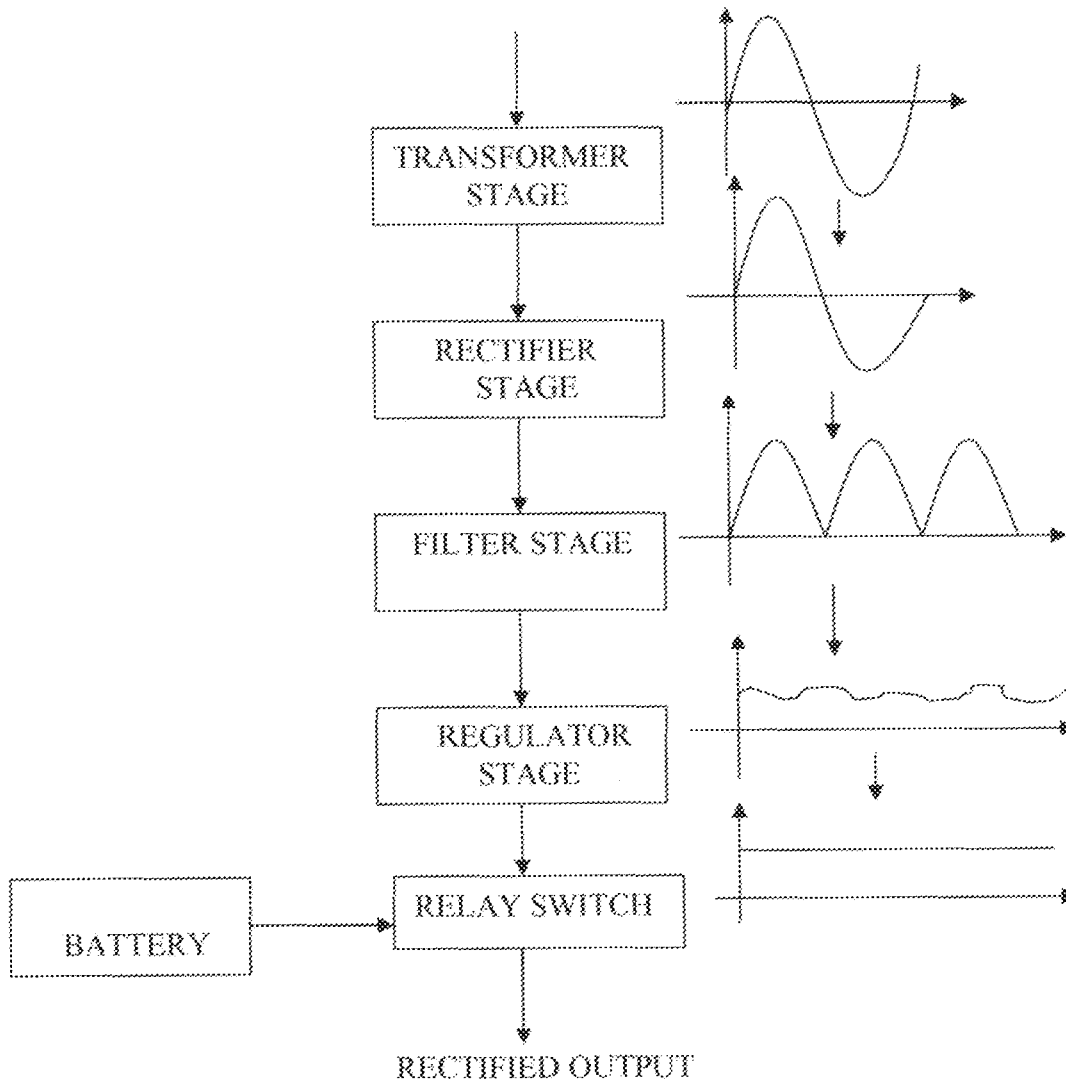 TRANSFORMER
STAGE
RECTIFIER
STAGE
FILTER STAGE
REGULATOR
STAGE
RELAY SWITCH
BATTERY
RECTIFIED OUTPUT